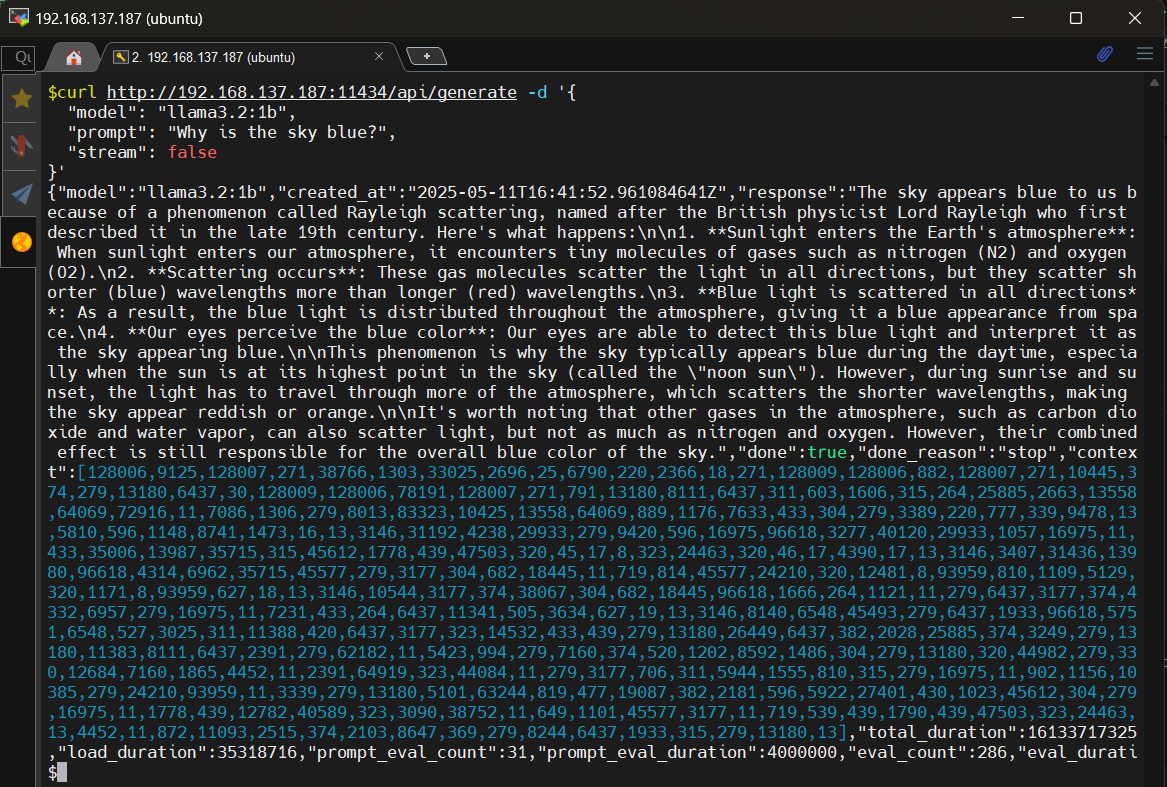 192.168.137.187 (ubuntu)
Qu
2. 192.168.137.187 (ubuntu)
$curl http://192.168.137.187:11434/api/generate -d '{
  "model": "llama3.2:1b",
  "prompt": "Why is the sky blue?",
  "stream": false
}'
{"model":"llama3.2:1b","created_at":"2025-05-11T16:41:52.961084641Z","response":"The sky appears blue to us b
ecause of a phenomenon called Rayleigh scattering, named after the British physicist Lord Rayleigh who first 
described it in the late 19th century. Here's what happens:\n\n1. **Sunlight enters the Earth's atmosphere**:
 When sunlight enters our atmosphere, it encounters tiny molecules of gases such as nitrogen (N2) and oxygen 
(O2).\n2. **Scattering occurs**: These gas molecules scatter the light in all directions, but they scatter sh
orter (blue) wavelengths more than longer (red) wavelengths.\n3. **Blue light is scattered in all directions*
*: As a result, the blue light is distributed throughout the atmosphere, giving it a blue appearance from spa
ce.\n4. **Our eyes perceive the blue color**: Our eyes are able to detect this blue light and interpret it as
 the sky appearing blue.\n\nThis phenomenon is why the sky typically appears blue during the daytime, especia
lly when the sun is at its highest point in the sky (called the \"noon sun\"). However, during sunrise and su
nset, the light has to travel through more of the atmosphere, which scatters the shorter wavelengths, making 
the sky appear reddish or orange.\n\nIt's worth noting that other gases in the atmosphere, such as carbon dio
xide and water vapor, can also scatter light, but not as much as nitrogen and oxygen. However, their combined
 effect is still responsible for the overall blue color of the sky.","done":true,"done_reason":"stop","contex
t":[128006,9125,128007,271,38766,1303,33025,2696,25,6790,220,2366,18,271,128009,128006,882,128007,271,10445,3
74,279,13180,6437,30,128009,128006,78191,128007,271,791,13180,8111,6437,311,603,1606,315,264,25885,2663,13558
,64069,72916,11,7086,1306,279,8013,83323,10425,13558,64069,889,1176,7633,433,304,279,3389,220,777,339,9478,13
,5810,596,1148,8741,1473,16,13,3146,31192,4238,29933,279,9420,596,16975,96618,3277,40120,29933,1057,16975,11,
433,35006,13987,35715,315,45612,1778,439,47503,320,45,17,8,323,24463,320,46,17,4390,17,13,3146,3407,31436,139
80,96618,4314,6962,35715,45577,279,3177,304,682,18445,11,719,814,45577,24210,320,12481,8,93959,810,1109,5129,
320,1171,8,93959,627,18,13,3146,10544,3177,374,38067,304,682,18445,96618,1666,264,1121,11,279,6437,3177,374,4
332,6957,279,16975,11,7231,433,264,6437,11341,505,3634,627,19,13,3146,8140,6548,45493,279,6437,1933,96618,575
1,6548,527,3025,311,11388,420,6437,3177,323,14532,433,439,279,13180,26449,6437,382,2028,25885,374,3249,279,13
180,11383,8111,6437,2391,279,62182,11,5423,994,279,7160,374,520,1202,8592,1486,304,279,13180,320,44982,279,33
0,12684,7160,1865,4452,11,2391,64919,323,44084,11,279,3177,706,311,5944,1555,810,315,279,16975,11,902,1156,10
385,279,24210,93959,11,3339,279,13180,5101,63244,819,477,19087,382,2181,596,5922,27401,430,1023,45612,304,279
,16975,11,1778,439,12782,40589,323,3090,38752,11,649,1101,45577,3177,11,719,539,439,1790,439,47503,323,24463,
13,4452,11,872,11093,2515,374,2103,8647,369,279,8244,6437,1933,315,279,13180,13],"total_duration":16133717325
,"load_duration":35318716,"prompt_eval_count":31,"prompt_eval_duration":4000000,"eval_count":286,"eval_durati
$